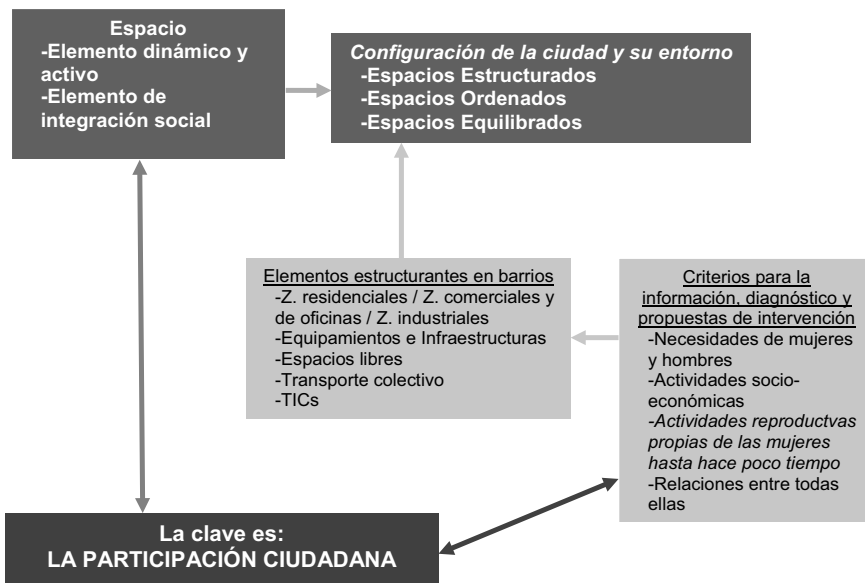 Espacio
-Elemento dinámico y
activo
-Elemento de
integración social
Configuración de la ciudad y su entorno
-Espacios Estructurados
-Espacios Ordenados
-Espacios Equilibrados
Elementos estructurantes en barrios
-Z. residenciales / Z. comerciales y
de oficinas / Z. industriales
-Equipamientos e Infraestructuras
-Espacios libres
-Transporte colectivo
-TICs
Criterios para la
información, diagnóstico y
propuestas de intervención
-Necesidades de mujeres
y hombres
-Actividades socio-
económicas
-Actividades reproductvas
propias de las mujeres
hasta hace poco tiempo
-Relaciones entre todas
ellas
La clave es:
LA PARTICIPACIÓN CIUDADANA